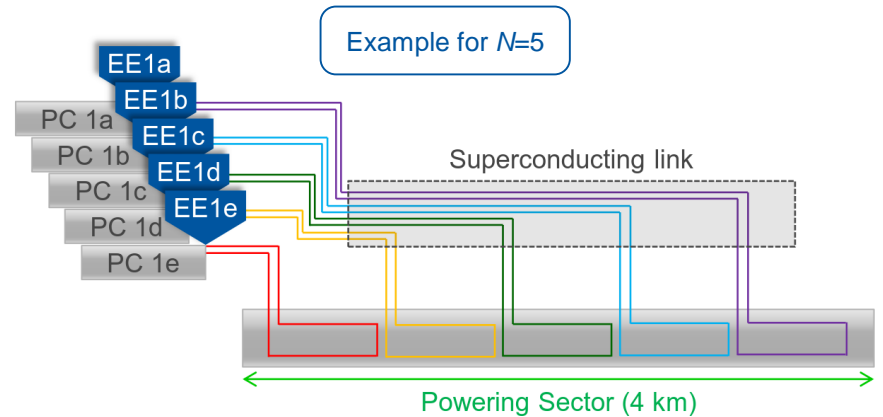 Example for N=5
EE1a
EE1b
PC 1a
EE1c
PC 1b
EE1d
PC 1c
EE1e
PC 1d
PC 1e
Superconducting link
Powering Sector (4 km)